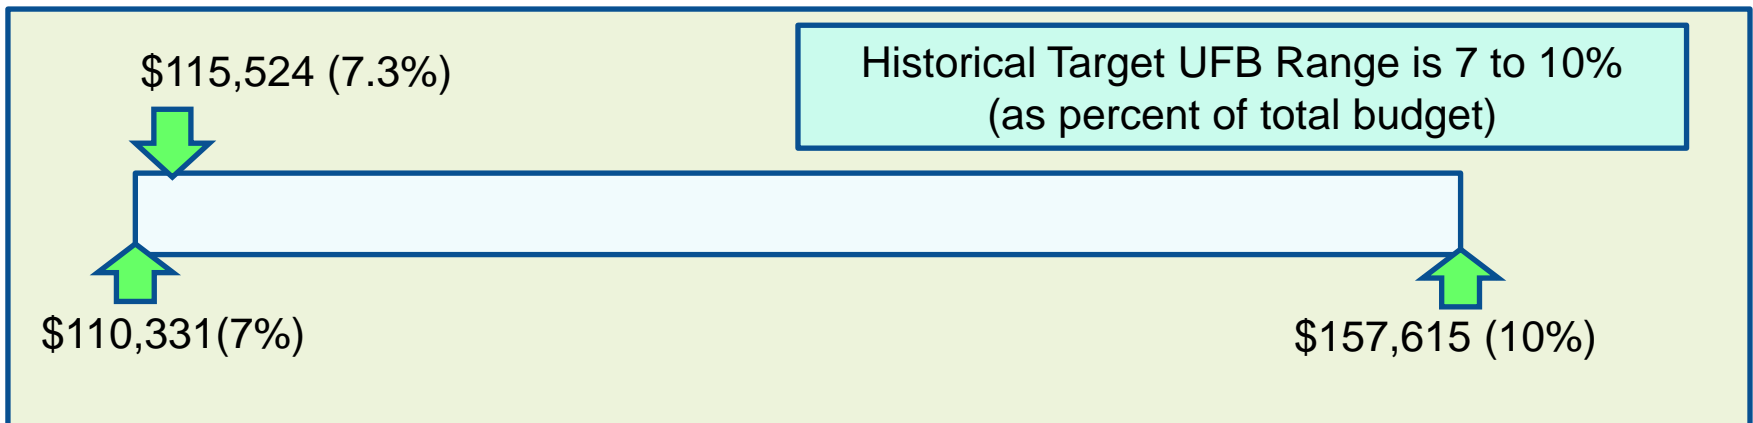 Historical Target UFB Range is 7 to 10%
(as percent of total budget)
$115,524 (7.3%)
$110,331(7%)
$157,615 (10%)